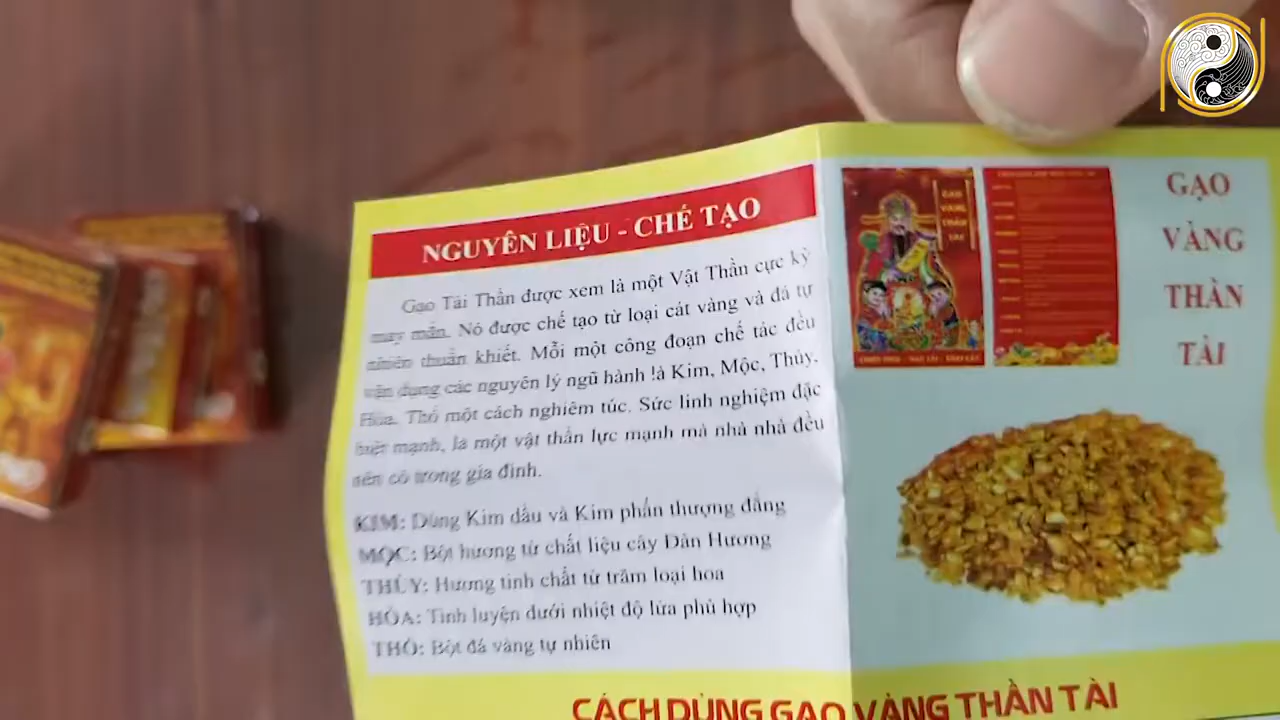 NGUYÊN LIỆU - CHẾ TẠO
Gạo Tài Thần được xem là một Vật Thần cực kỳ
may mắn. Nó được chế tạo từ loại cát vàng và đá tự
nhiên thuần khiết. Mỗi một công đoạn chế tác đều
vận dụng các nguyên lý ngũ hành là Kim, Mộc, Thủy,
Hỏa, Thổ một cách nghiêm túc. Sức linh nghiệm đặc
biệt mạnh, là một vật thần lực mạnh mà nhà nhà đều
nên có trong gia đình.
KIM: Dùng Kim dầu và Kim phấn thượng đẳng
MỘC: Bột hương từ chất liệu cây Đàn Hương
THỦY: Hương tinh chất từ trăm loại hoa
HỎA: Tinh luyện dưới nhiệt độ lửa phù hợp
THỔ: Bột đá vàng tự nhiên
GẠO
VÀNG
THẦN
TÀI
GẠO
VÀNG
THẦN
TÀI
CÁCH DÙNG GẠO VÀNG THẦN TÀI